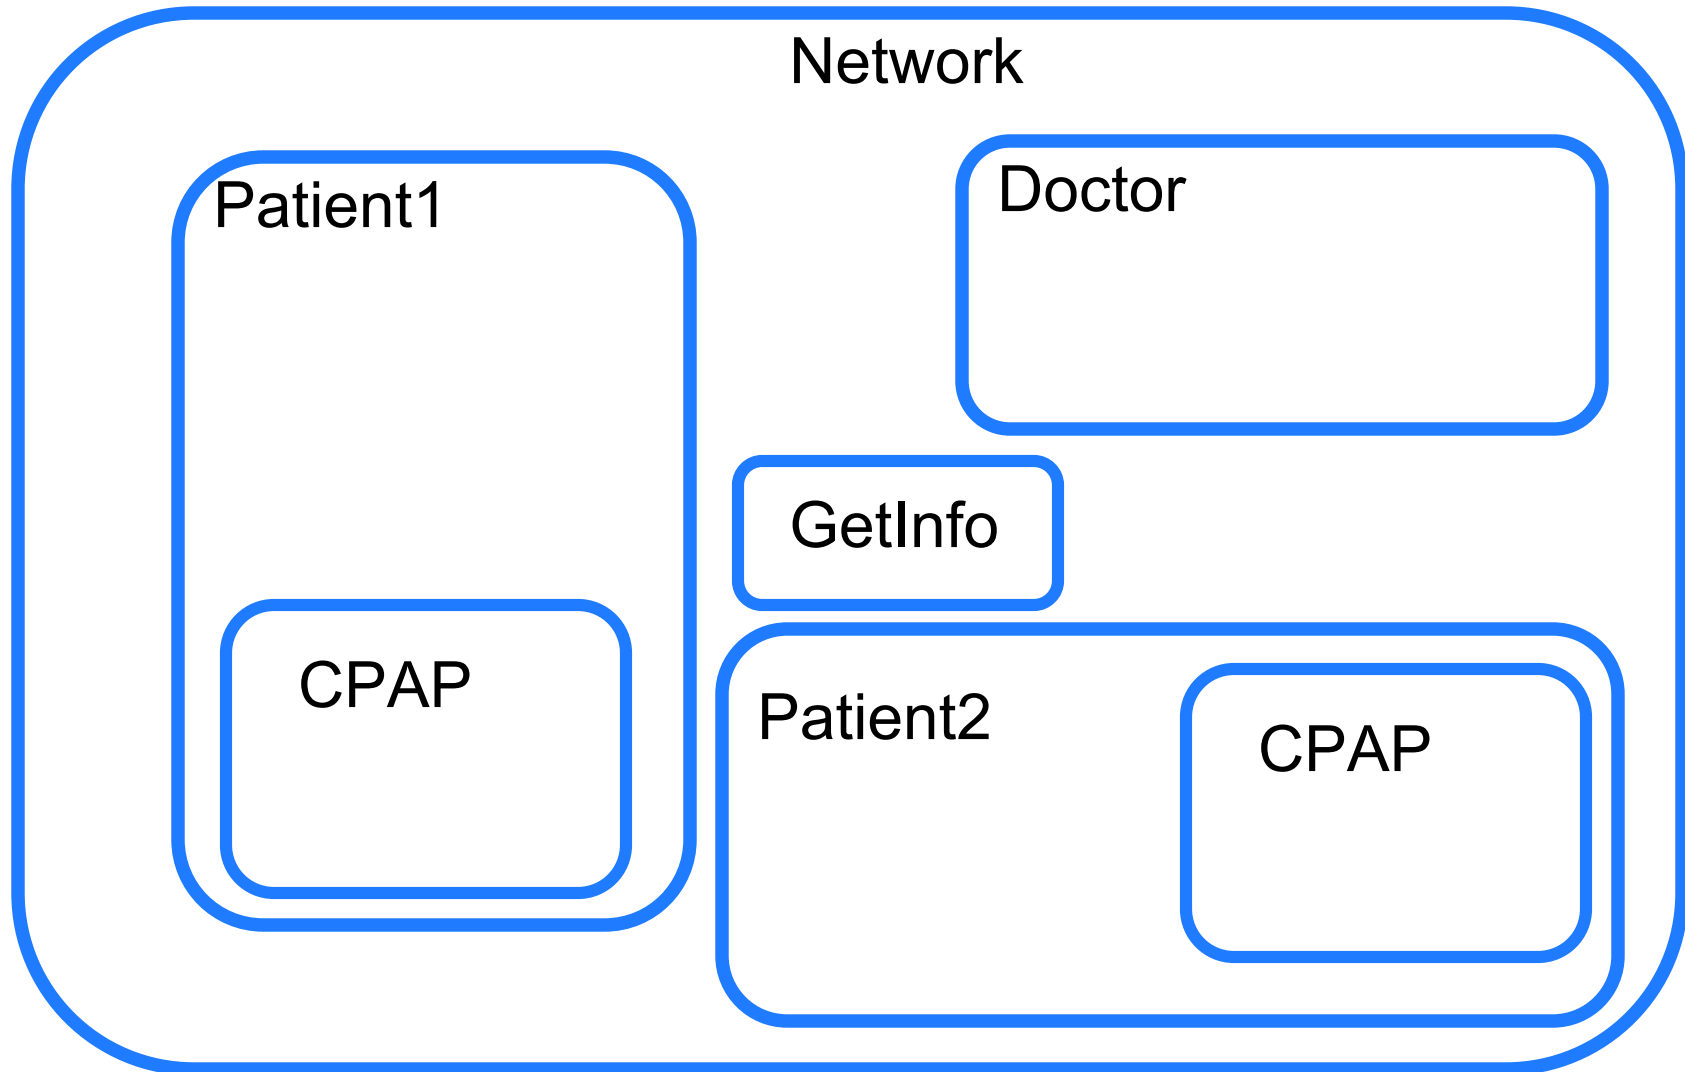 Network
Patient1
Doctor
GetInfo
CPAP
Patient2
CPAP